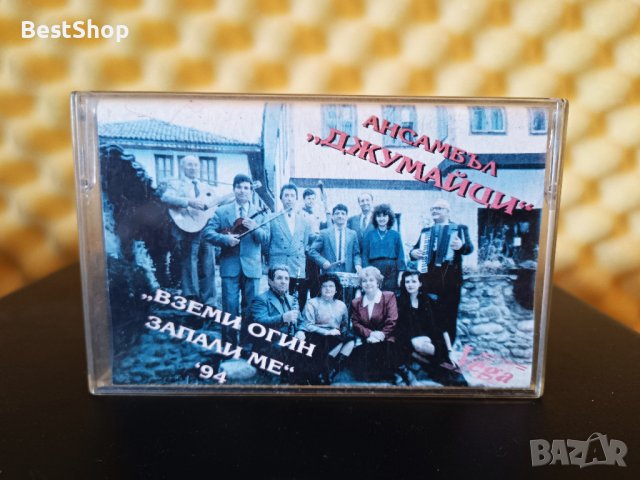 BestShop
АНСАМБЪЛ
„ДЖУМАЙЦИ“
„ВЗЕМИ ОГИН
ЗАПАЛИ МЕ“
'94
Vega
BAZAR